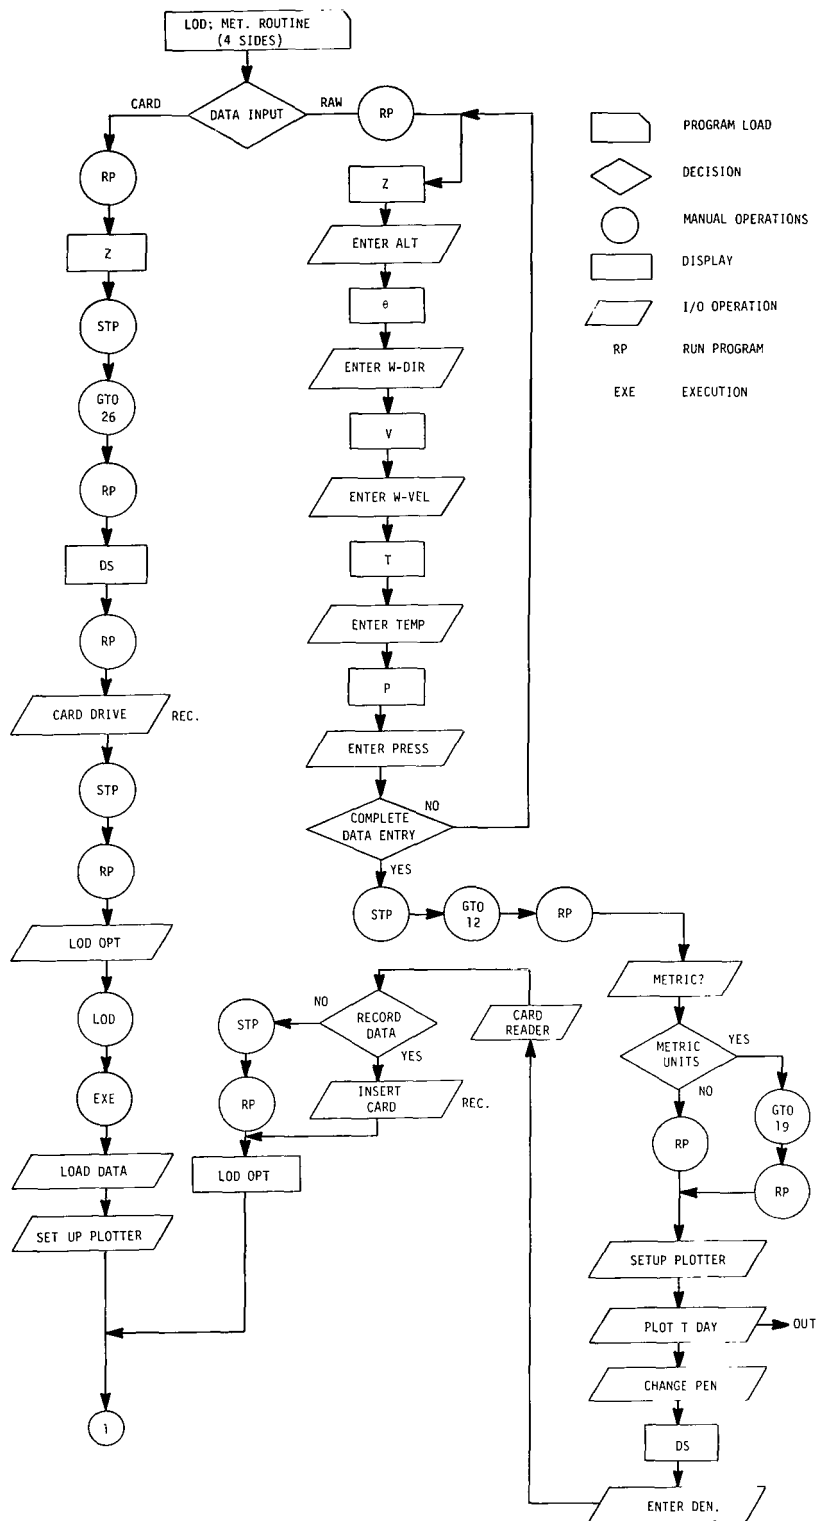 LOD; MET. ROUTINE
(4 SIDES)
CARD
DATA INPUT
RAW
RP
PROGRAM LOAD
DECISION
MANUAL OPERATIONS
DISPLAY
I/O OPERATION
RP
RUN PROGRAM
EXE
EXECUTION
RP
Z
STP
GTO
26
RP
DS
RP
CARD DRIVE
REC.
STP
RP
LOD OPT
LOD
EXE
LOAD DATA
SET UP PLOTTER
1
Z
ENTER ALT
θ
ENTER W-DIR
V
ENTER W-VEL
T
ENTER TEMP
P
ENTER PRESS
COMPLETE
DATA ENTRY
NO
YES
STP
GTO
12
RP
METRIC?
METRIC
UNITS
YES
NO
GTO
19
RP
RP
SETUP PLOTTER
PLOT T DAY
OUT
CHANGE PEN
DS
ENTER DEN.
CARD
READER
RECORD
DATA
NO
YES
STP
RP
INSERT
CARD
REC.
LOD OPT